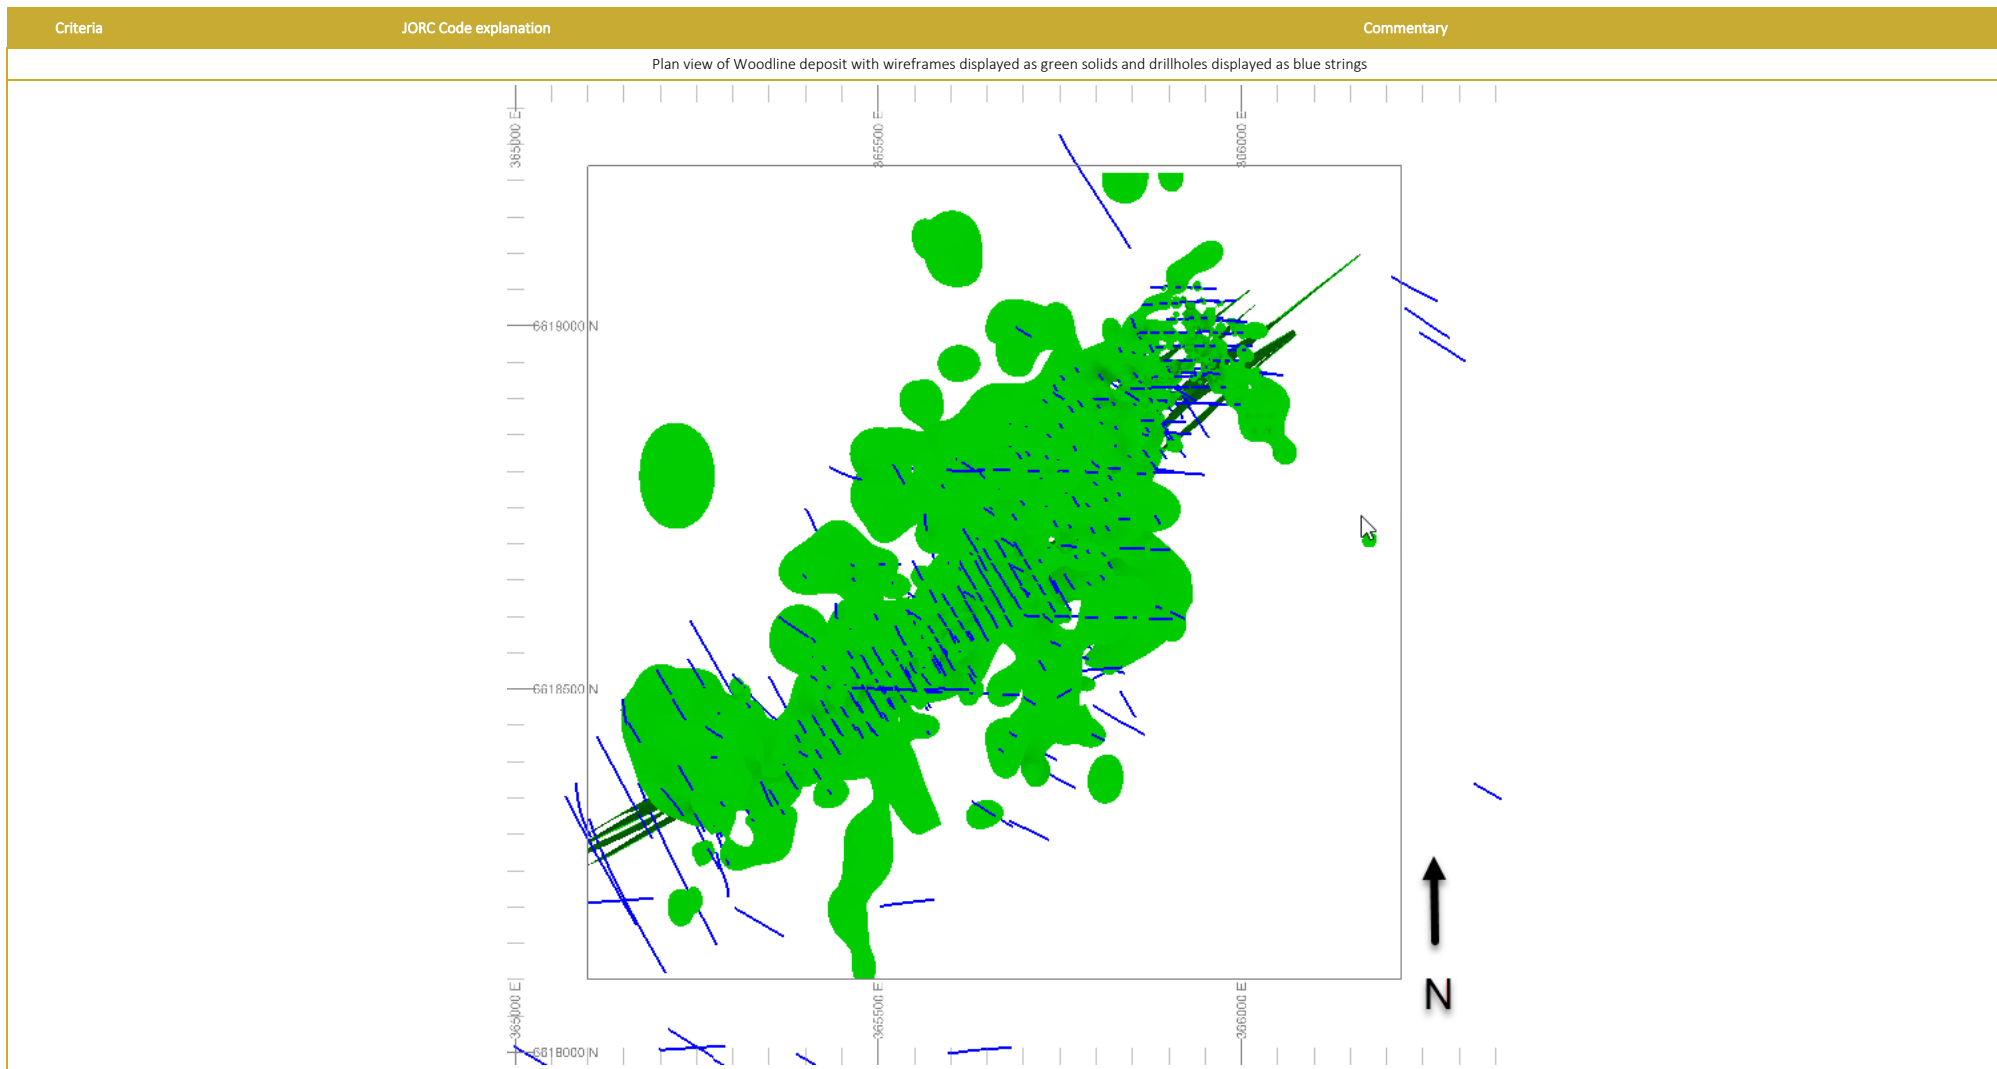 Criteria JORC Code explanation Commentary
Plan view of Woodline deposit with wireframes displayed as green solids and drillholes displayed as blue strings
365000 E 365500 E 366000 E
6619000 N
6618500 N
N
365000 E 365500 E 366000 E
6618000 N